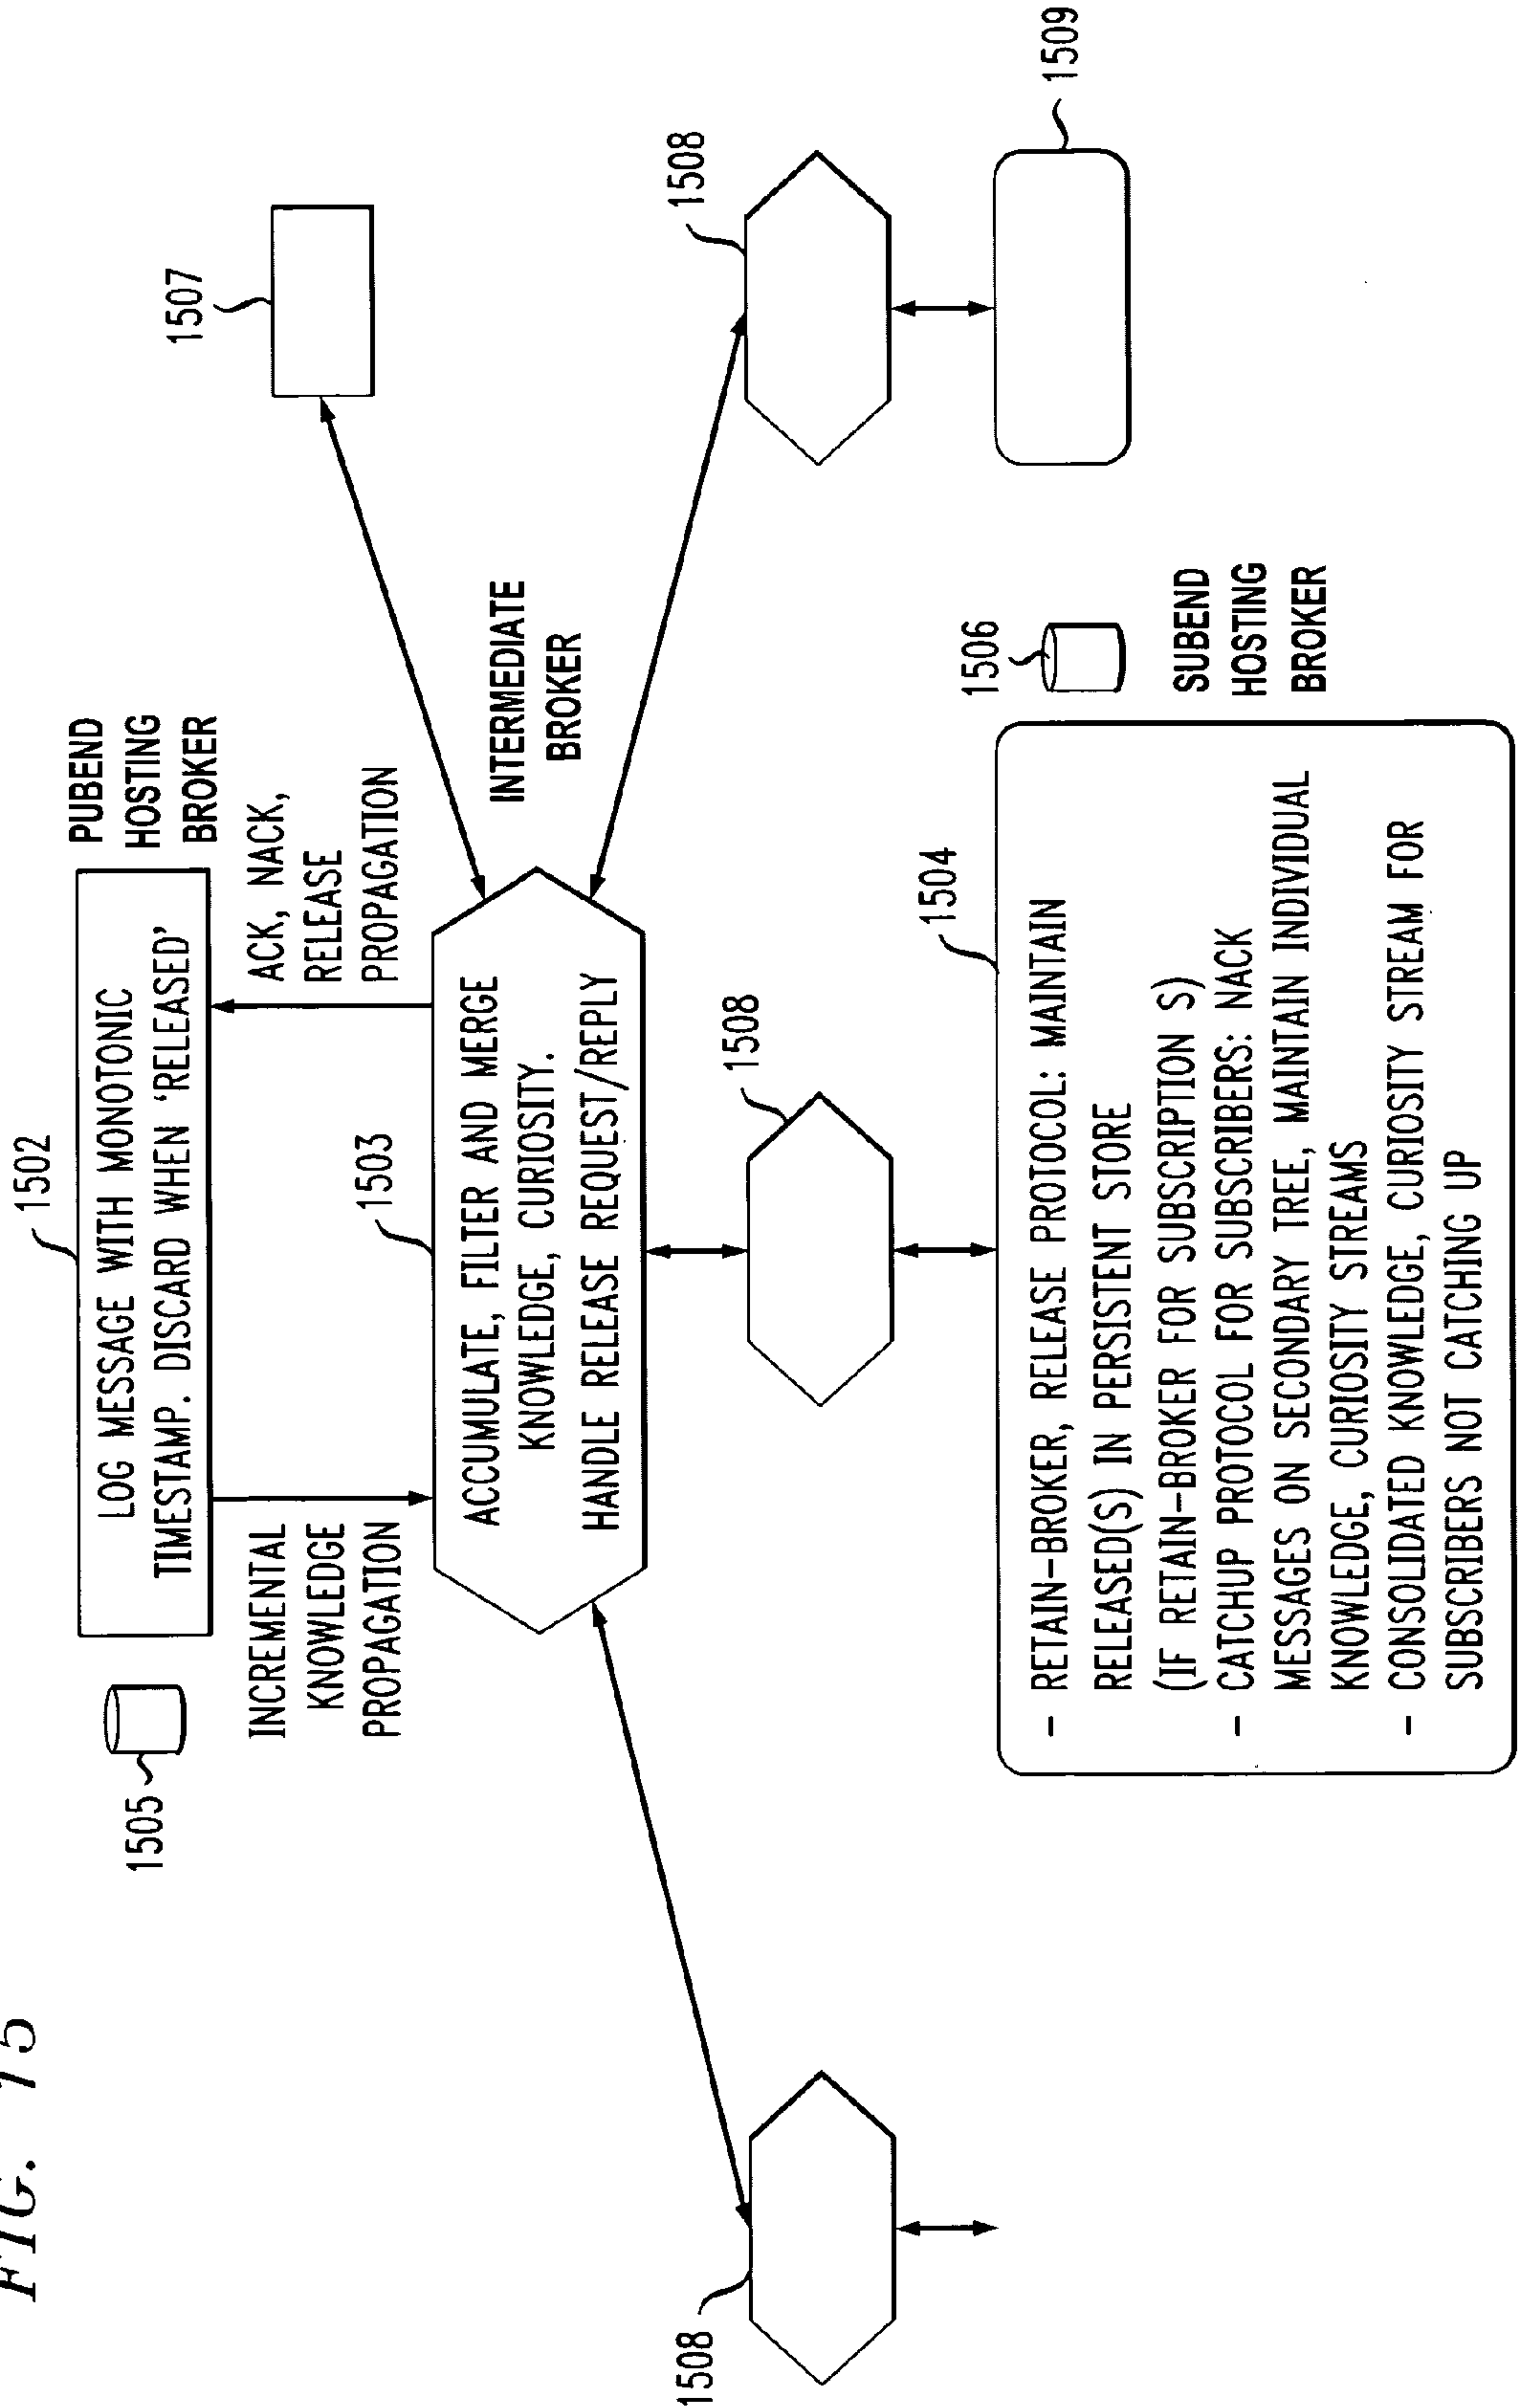 FIG. 15
1502
PUBEND
HOSTING
BROKER
LOG MESSAGE WITH MONOTONIC
TIMESTAMP. DISCARD WHEN 'RELEASED'
1505
1507
INCREMENTAL
KNOWLEDGE
PROPAGATION
ACK, NACK,
RELEASE
PROPAGATION
1503
ACCUMULATE, FILTER AND MERGE
KNOWLEDGE, CURIOSITY.
HANDLE RELEASE REQUEST/REPLY
INTERMEDIATE
BROKER
1508
1508
1508
1504
- RETAIN-BROKER, RELEASE PROTOCOL: MAINTAIN
RELEASED(S) IN PERSISTENT STORE
(IF RETAIN-BROKER FOR SUBSCRIPTION S)
- CATCHUP PROTOCOL FOR SUBSCRIBERS: NACK
MESSAGES ON SECONDARY TREE, MAINTAIN INDIVIDUAL
KNOWLEDGE, CURIOSITY STREAMS
- CONSOLIDATED KNOWLEDGE, CURIOSITY STREAM FOR
SUBSCRIBERS NOT CATCHING UP
1506
SUBEND
HOSTING
BROKER
1509